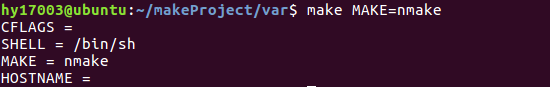 hy17003@ubuntu:~/makeProject/var$ make MAKE=nmake
CFLAGS =
SHELL = /bin/sh
MAKE = nmake
HOSTNAME =